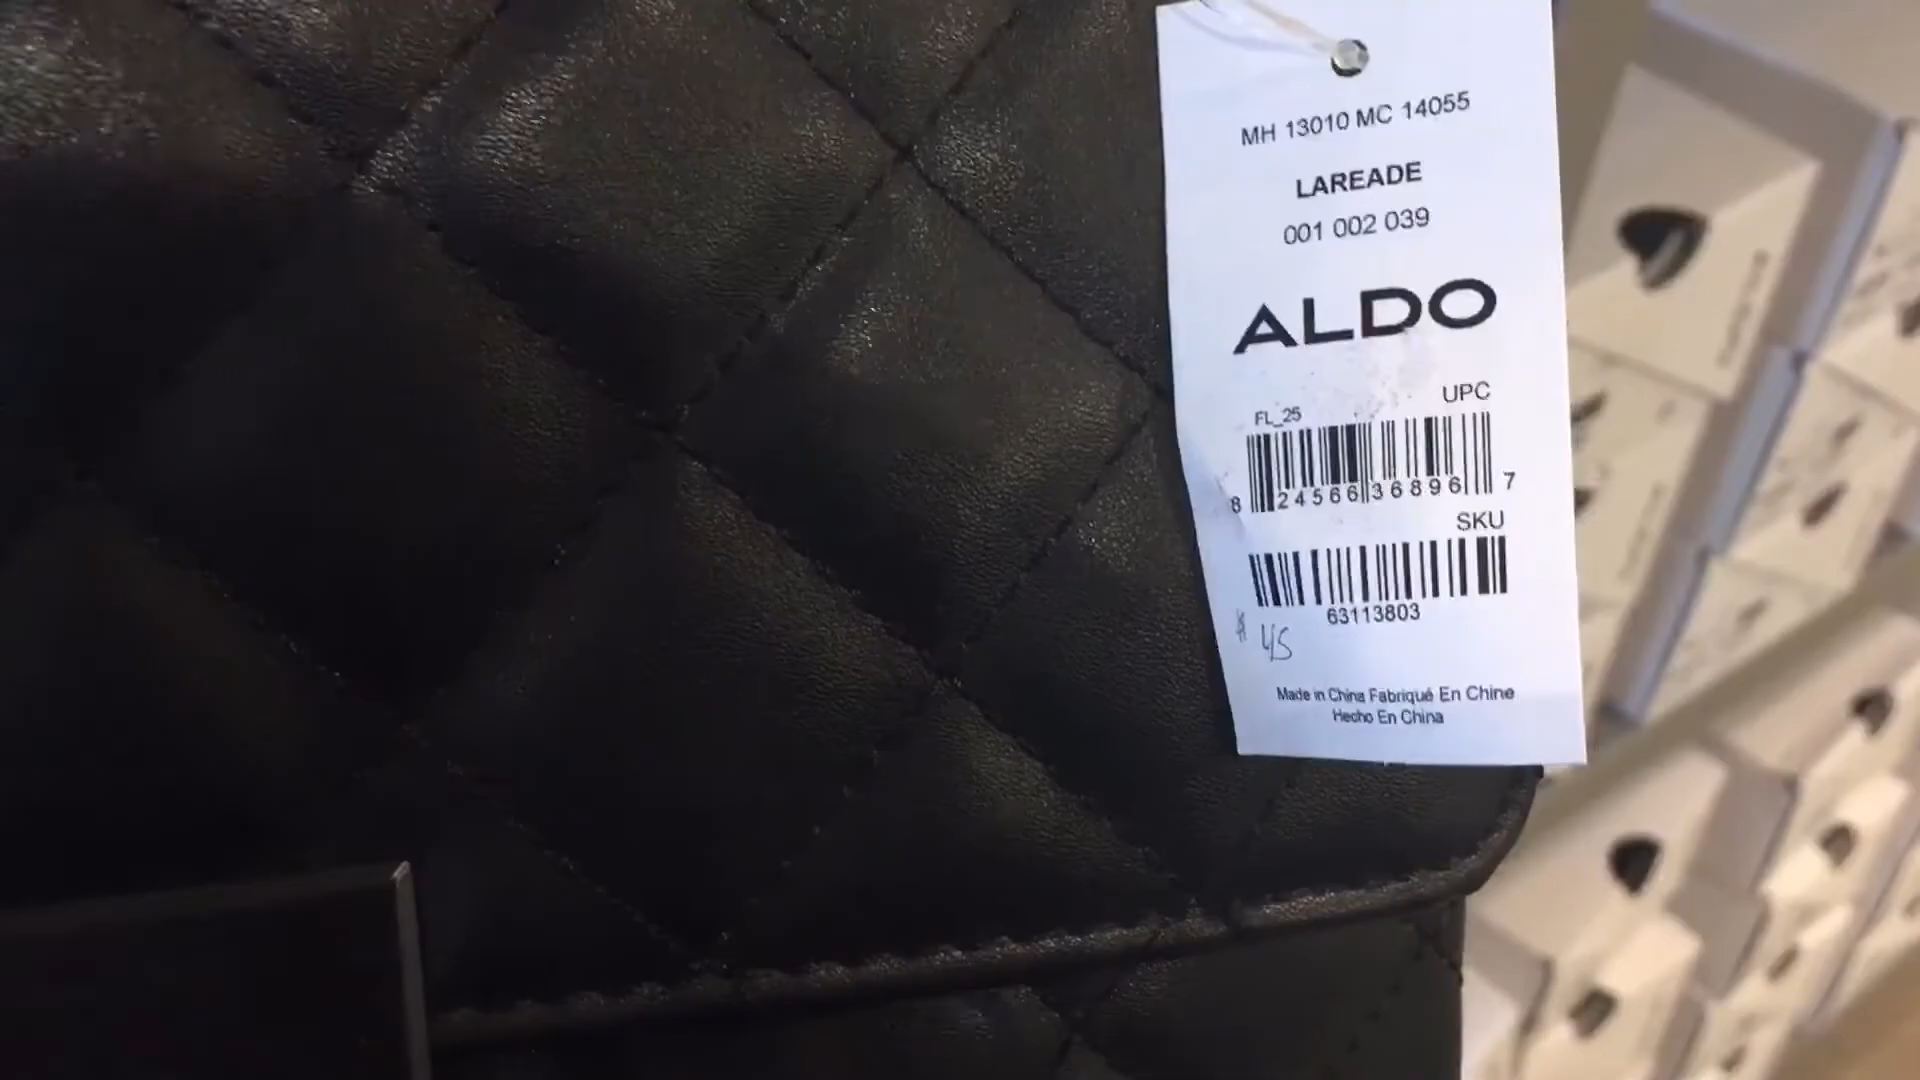 MH 13010 MC 14055
LAREADE
001 002 039
ALDO
UPC
FL_25
8 24566 36896 7
SKU
63113803
$ 45
Made in China Fabriqué En Chine
Hecho En China